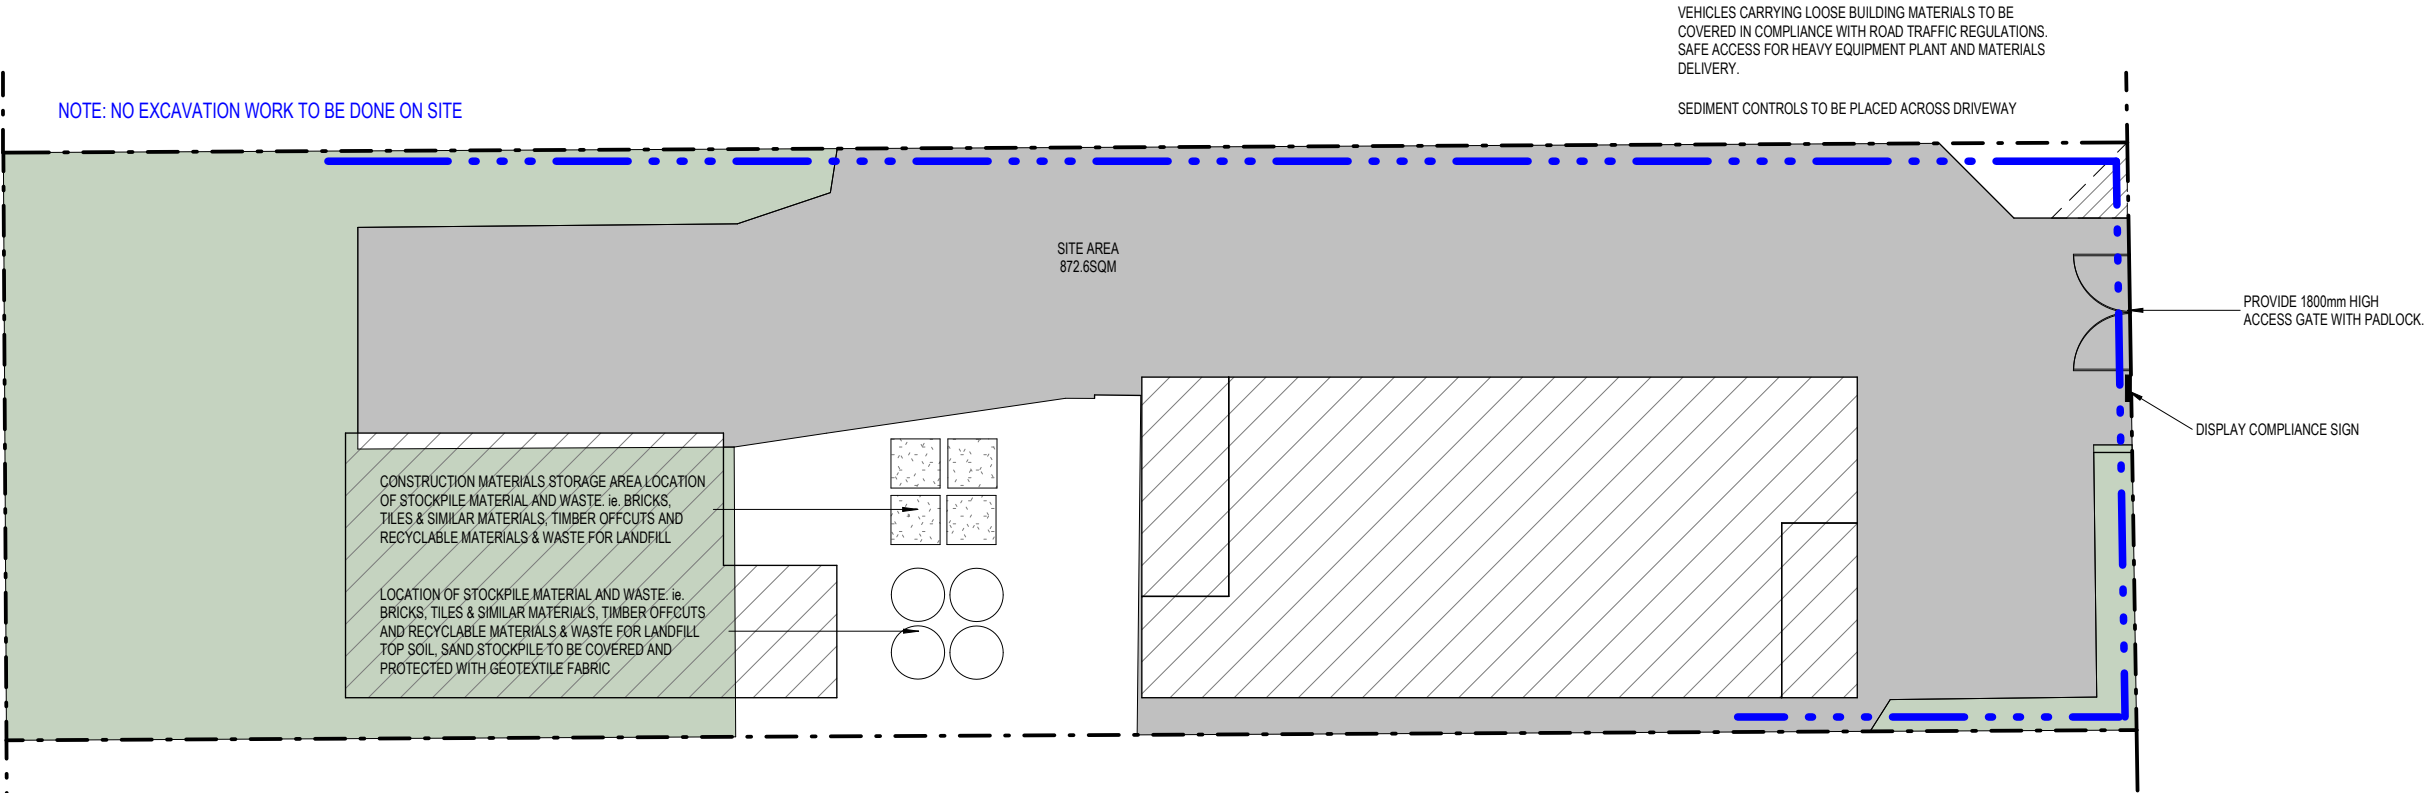 VEHICLES CARRYING LOOSE BUILDING MATERIALS TO BE
COVERED IN COMPLIANCE WITH ROAD TRAFFIC REGULATIONS.
SAFE ACCESS FOR HEAVY EQUIPMENT PLANT AND MATERIALS
DELIVERY.
SEDIMENT CONTROLS TO BE PLACED ACROSS DRIVEWAY
NOTE: NO EXCAVATION WORK TO BE DONE ON SITE
SITE AREA
872.6SQM
PROVIDE 1800mm HIGH
ACCESS GATE WITH PADLOCK.
DISPLAY COMPLIANCE SIGN
CONSTRUCTION MATERIALS STORAGE AREA LOCATION
OF STOCKPILE MATERIAL AND WASTE. ie. BRICKS,
TILES & SIMILAR MATERIALS, TIMBER OFFCUTS AND
RECYCLABLE MATERIALS & WASTE FOR LANDFILL
LOCATION OF STOCKPILE MATERIAL AND WASTE. ie.
BRICKS, TILES & SIMILAR MATERIALS, TIMBER OFFCUTS
AND RECYCLABLE MATERIALS & WASTE FOR LANDFILL
TOP SOIL, SAND STOCKPILE TO BE COVERED AND
PROTECTED WITH GEOTEXTILE FABRIC